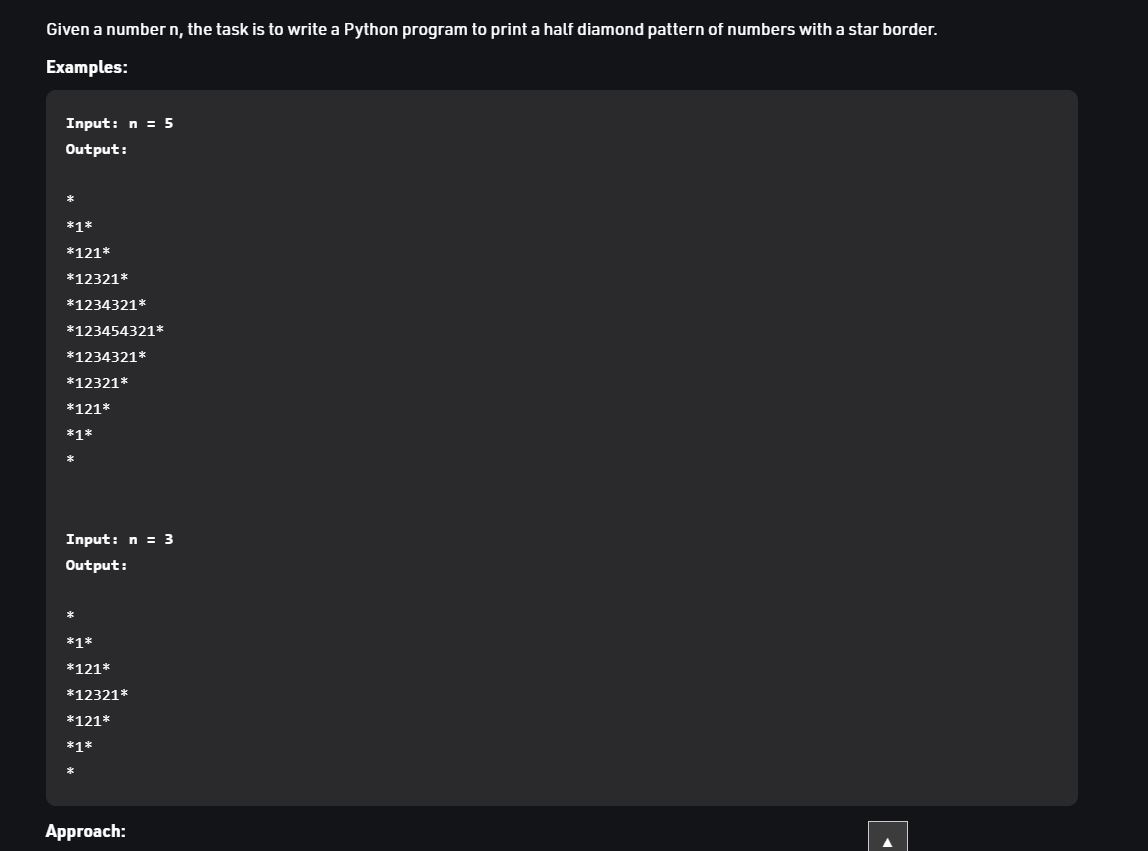 Given a number n, the task is to write a Python program to print a half diamond pattern of numbers with a star border.
Examples:
Input: n = 5
Output:
*
*1*
*121*
*12321*
*1234321*
*123454321*
*1234321*
*12321*
*121*
*1*
*
Input: n = 3
Output:
*
*1*
*121*
*12321*
*121*
*1*
*
Approach: